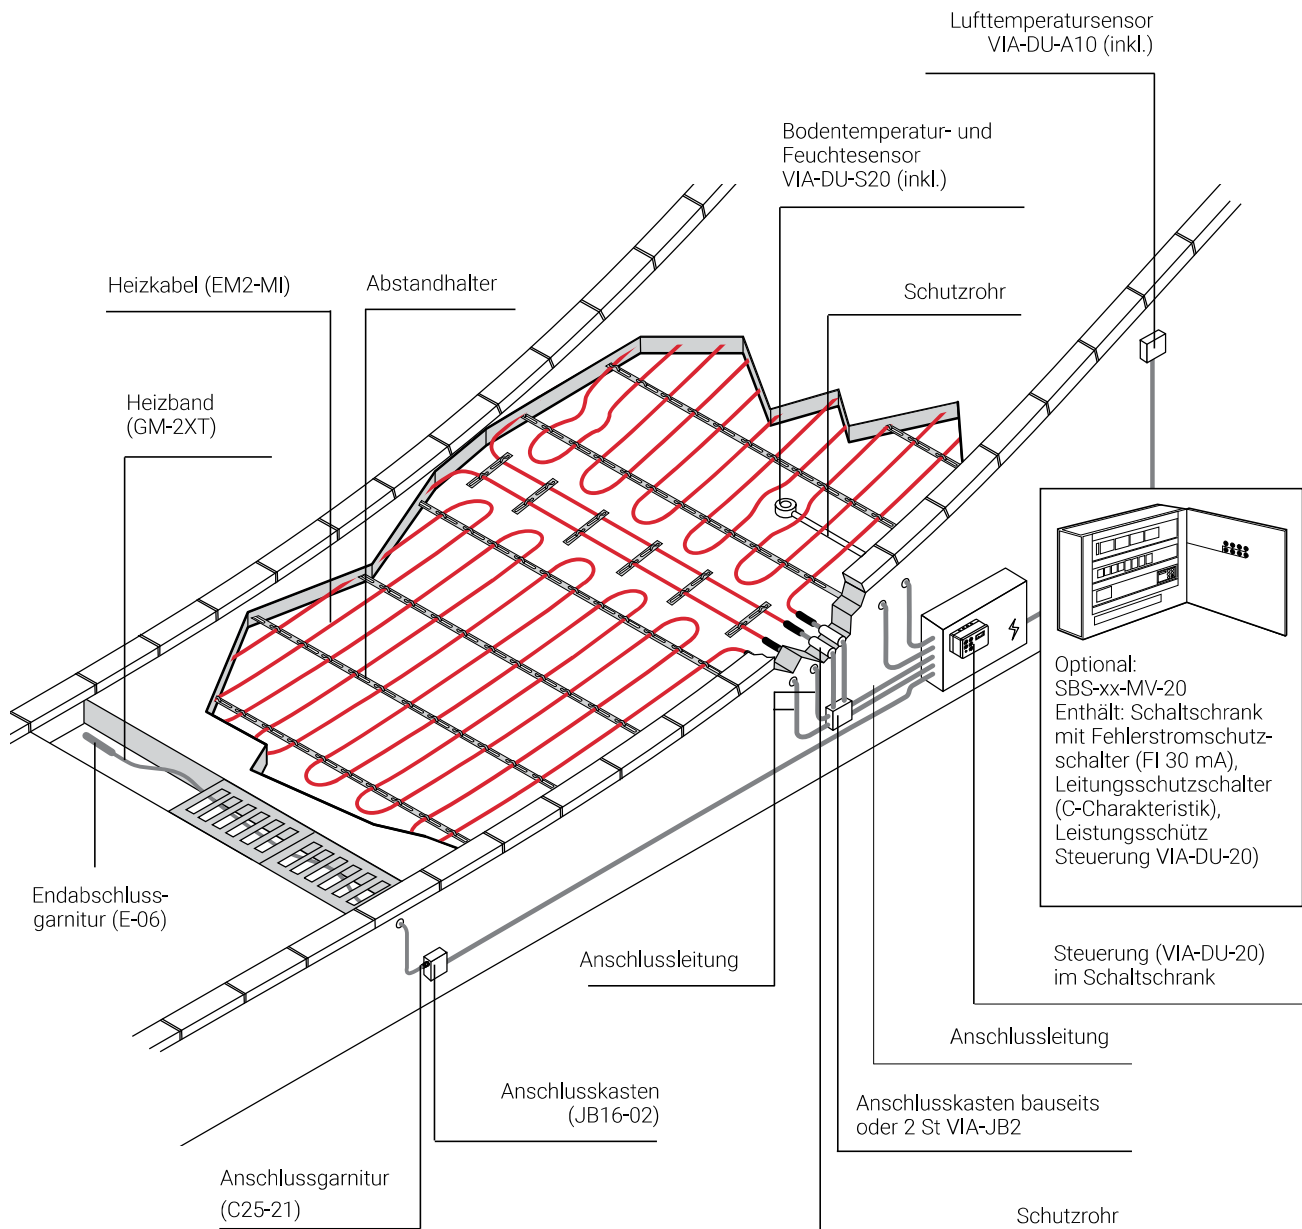 Lufttemperatursensor
VIA-DU-A10 (inkl.)
Bodentemperatur- und
Feuchtesensor
VIA-DU-S20 (inkl.)
Heizkabel (EM2-MI)
Abstandhalter
Schutzrohr
Heizband
(GM-2XT)
Optional:
SBS-xx-MV-20
Enthält: Schaltschrank
mit Fehlerstromschutz-
schalter (FI 30 mA),
Leitungsschutzschalter
(C-Charakteristik),
Leistungsschütz
Steuerung VIA-DU-20)
Endabschluss-
garnitur (E-06)
Anschlussleitung
Steuerung (VIA-DU-20)
im Schaltschrank
Anschlussleitung
Anschlusskasten
(JB16-02)
Anschlusskasten bauseits
oder 2 St VIA-JB2
Anschlussgarnitur
(C25-21)
Schutzrohr